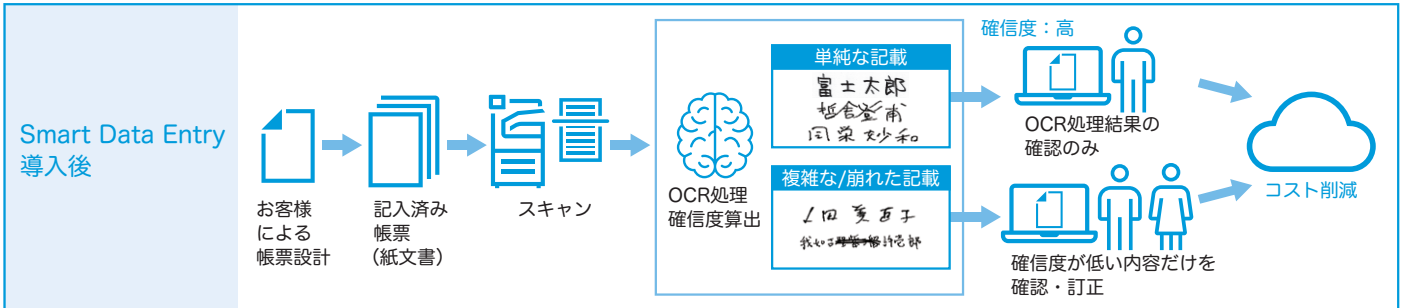 Smart Data Entry
導入後
お客様
による
帳票設計
記入済み
帳票
(紙文書)
スキャン
OCR処理
確信度算出
単純な記載
富士太郎
複雑な/崩れた記載
確信度:高
OCR処理結果の
確認のみ
確信度が低い内容だけを
確認・訂正
コスト削減